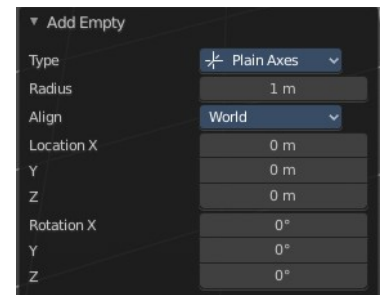 Add Empty
Type Plain Axes
Radius 1 m
Align World
Location X 0 m
Y 0 m
Z 0 m
Rotation X 0°
Y 0°
Z 0°